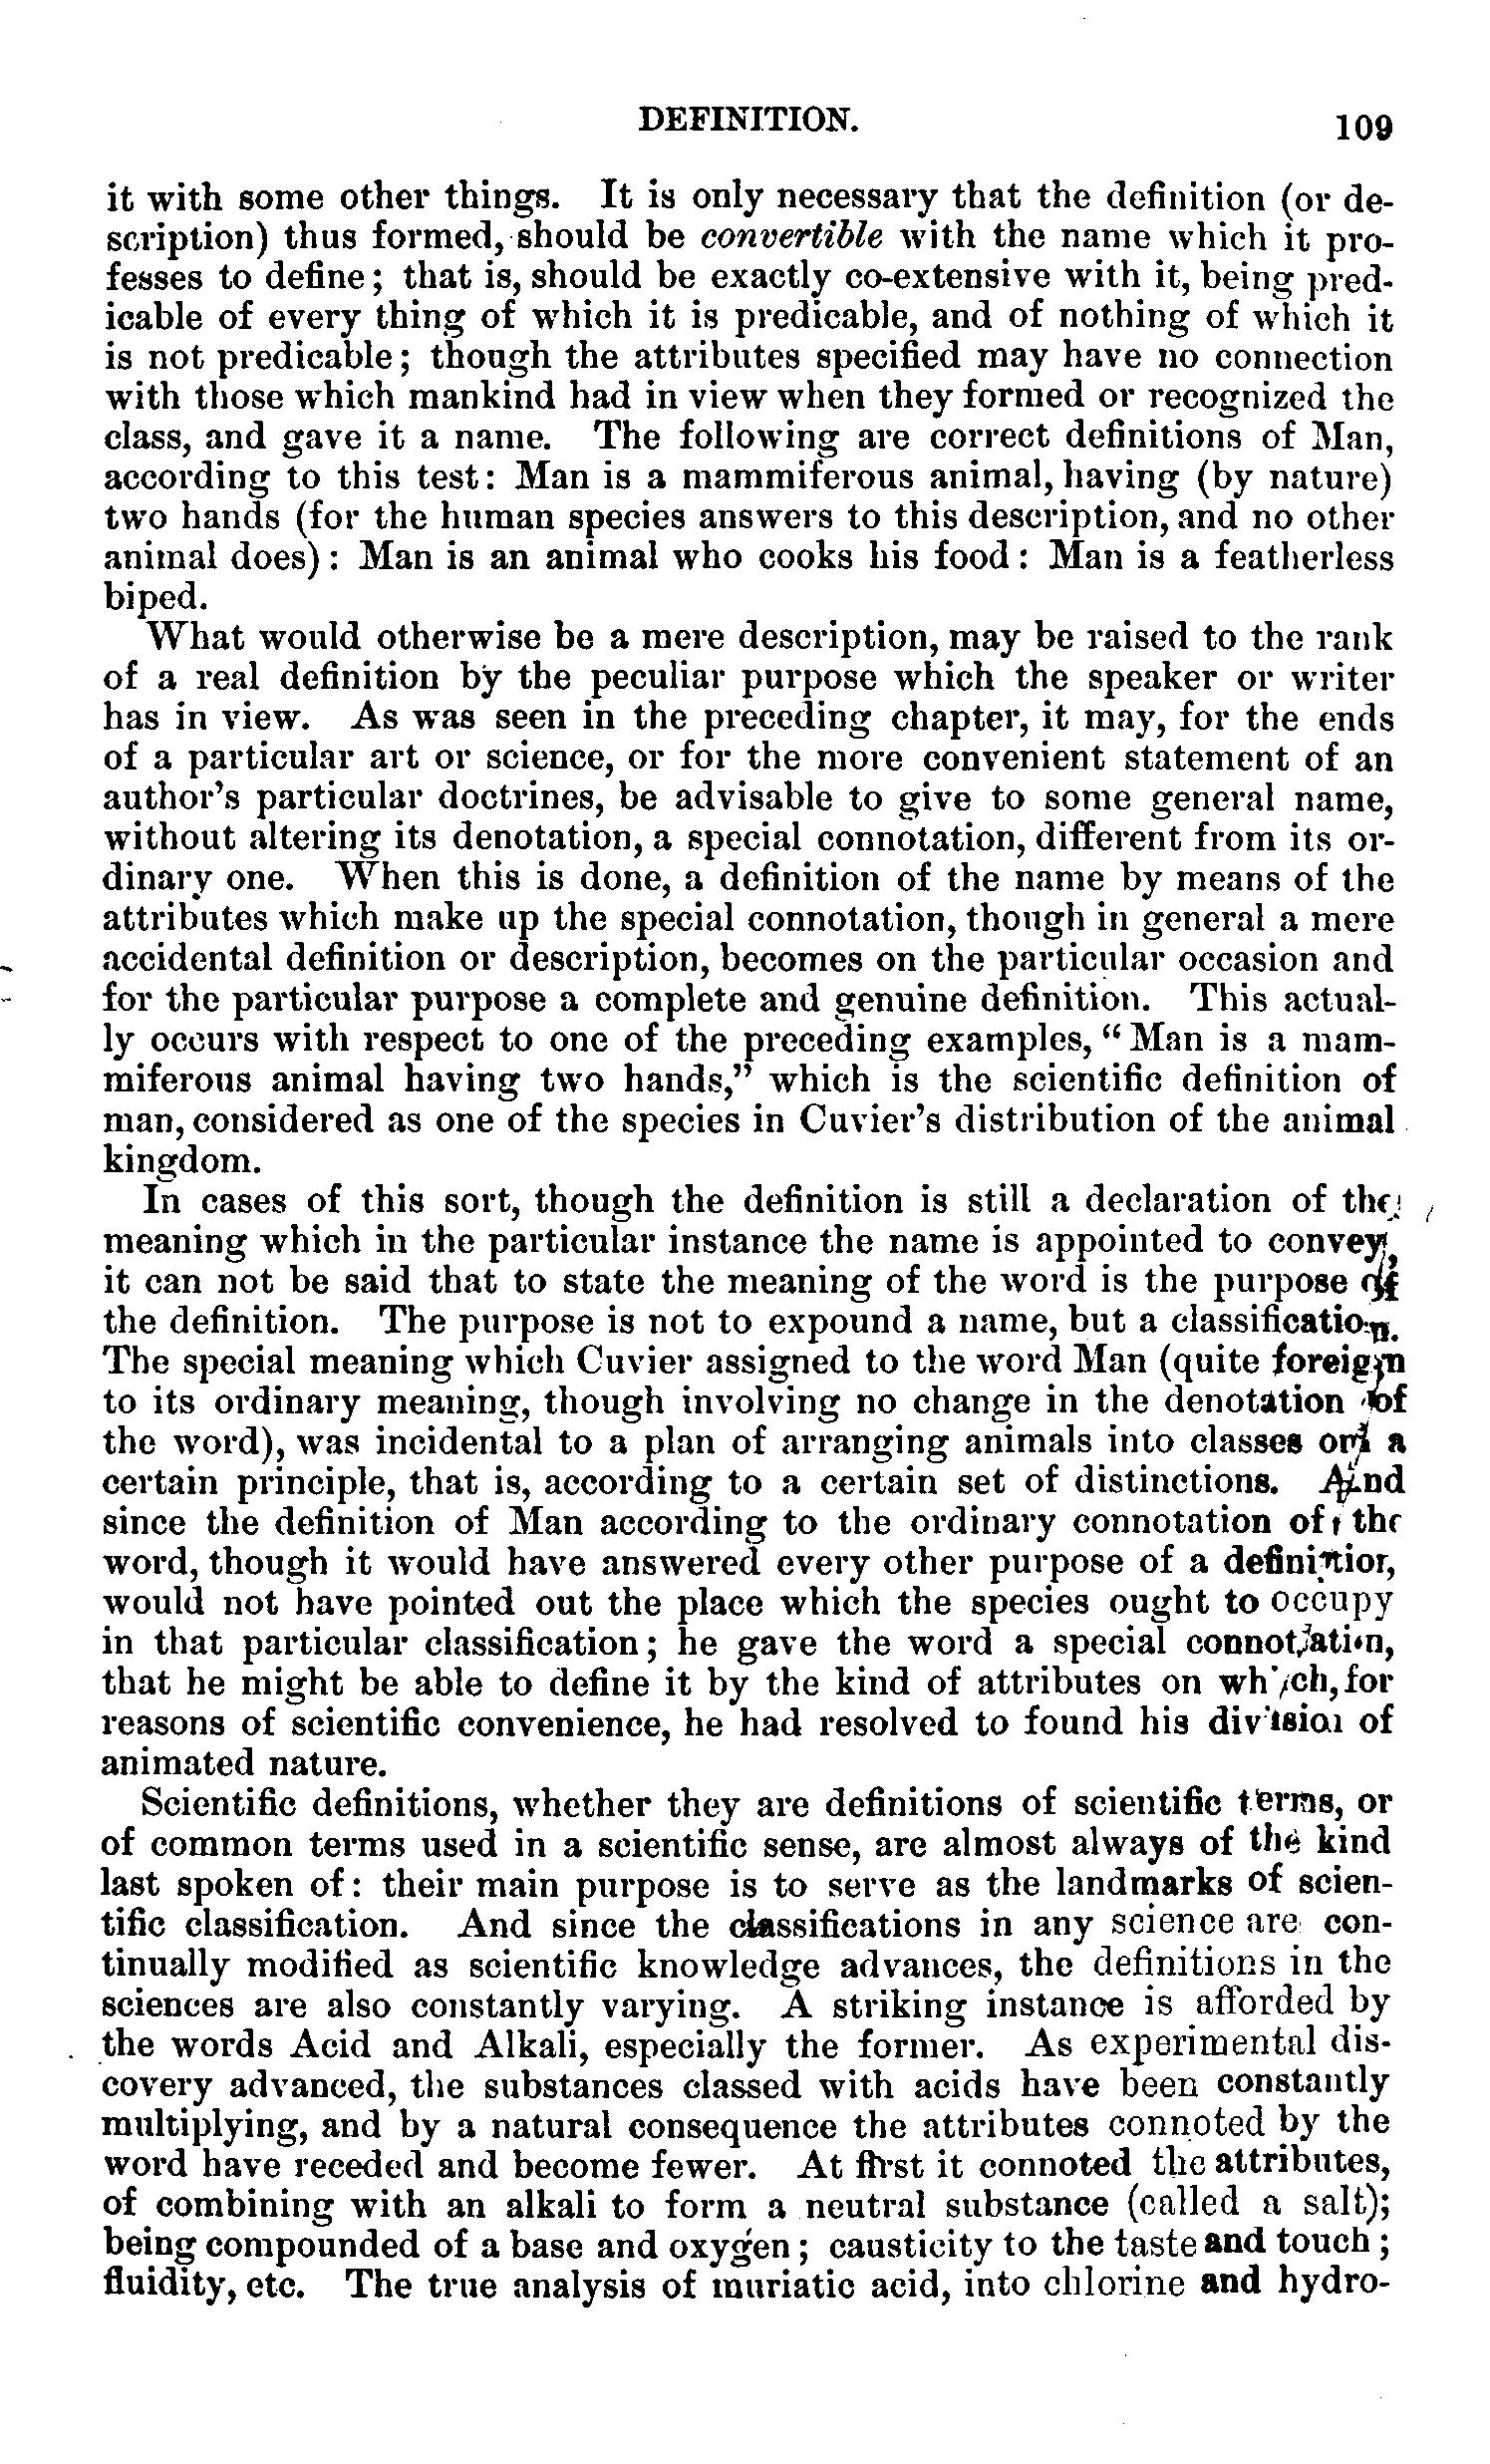 DEFINITION.
109
it with some other things. It is only necessary that the definition (or de-
scription) thus formed, should be convertible with the name which it pro-
fesses to define; that is, should be exactly co-extensive with it, being pred-
icable of every thing of which it is predicable, and of nothing of which it
is not predicable; though the attributes specified may have no connection
with those which mankind had in view when they formed or recognized the
class, and gave it a name. The following are correct definitions of Man,
according to this test: Man is a mammiferous animal, having (by nature)
two hands (for the human species answers to this description, and no other
animal does): Man is an animal who cooks his food: Man is a featherless
biped.
What would otherwise be a mere description, may be raised to the rank
of a real definition by the peculiar purpose which the speaker or writer
has in view. As was seen in the preceding chapter, it may, for the ends
of a particular art or science, or for the more convenient statement of an
author's particular doctrines, be advisable to give to some general name,
without altering its denotation, a special connotation, different from its or-
dinary one. When this is done, a definition of the name by means of the
attributes which make up the special connotation, though in general a mere
accidental definition or description, becomes on the particular occasion and
for the particular purpose a complete and genuine definition. This actual-
ly occurs with respect to one of the preceding examples, "Man is a mam-
miferous animal having two hands," which is the scientific definition of
man, considered as one of the species in Cuvier's distribution of the animal
kingdom.
In cases of this sort, though the definition is still a declaration of the
meaning which in the particular instance the name is appointed to convey,
it can not be said that to state the meaning of the word is the purpose of
the definition. The purpose is not to expound a name, but a classification.
The special meaning which Cuvier assigned to the word Man (quite foreign
to its ordinary meaning, though involving no change in the denotation of
the word), was incidental to a plan of arranging animals into classes on a
certain principle, that is, according to a certain set of distinctions. And
since the definition of Man according to the ordinary connotation of the
word, though it would have answered every other purpose of a definition,
would not have pointed out the place which the species ought to occupy
in that particular classification; he gave the word a special connotation,
that he might be able to define it by the kind of attributes on which, for
reasons of scientific convenience, he had resolved to found his division of
animated nature.
Scientific definitions, whether they are definitions of scientific terms, or
of common terms used in a scientific sense, are almost always of the kind
last spoken of: their main purpose is to serve as the landmarks of scien-
tific classification. And since the classifications in any science are con-
tinually modified as scientific knowledge advances, the definitions in the
sciences are also constantly varying. A striking instance is afforded by
the words Acid and Alkali, especially the former. As experimental dis-
covery advanced, the substances classed with acids have been constantly
multiplying, and by a natural consequence the attributes connoted by the
word have receded and become fewer. At first it connoted the attributes,
of combining with an alkali to form a neutral substance (called a salt);
being compounded of a base and oxygen; causticity to the taste and touch;
fluidity, etc. The true analysis of muriatic acid, into chlorine and hydro-